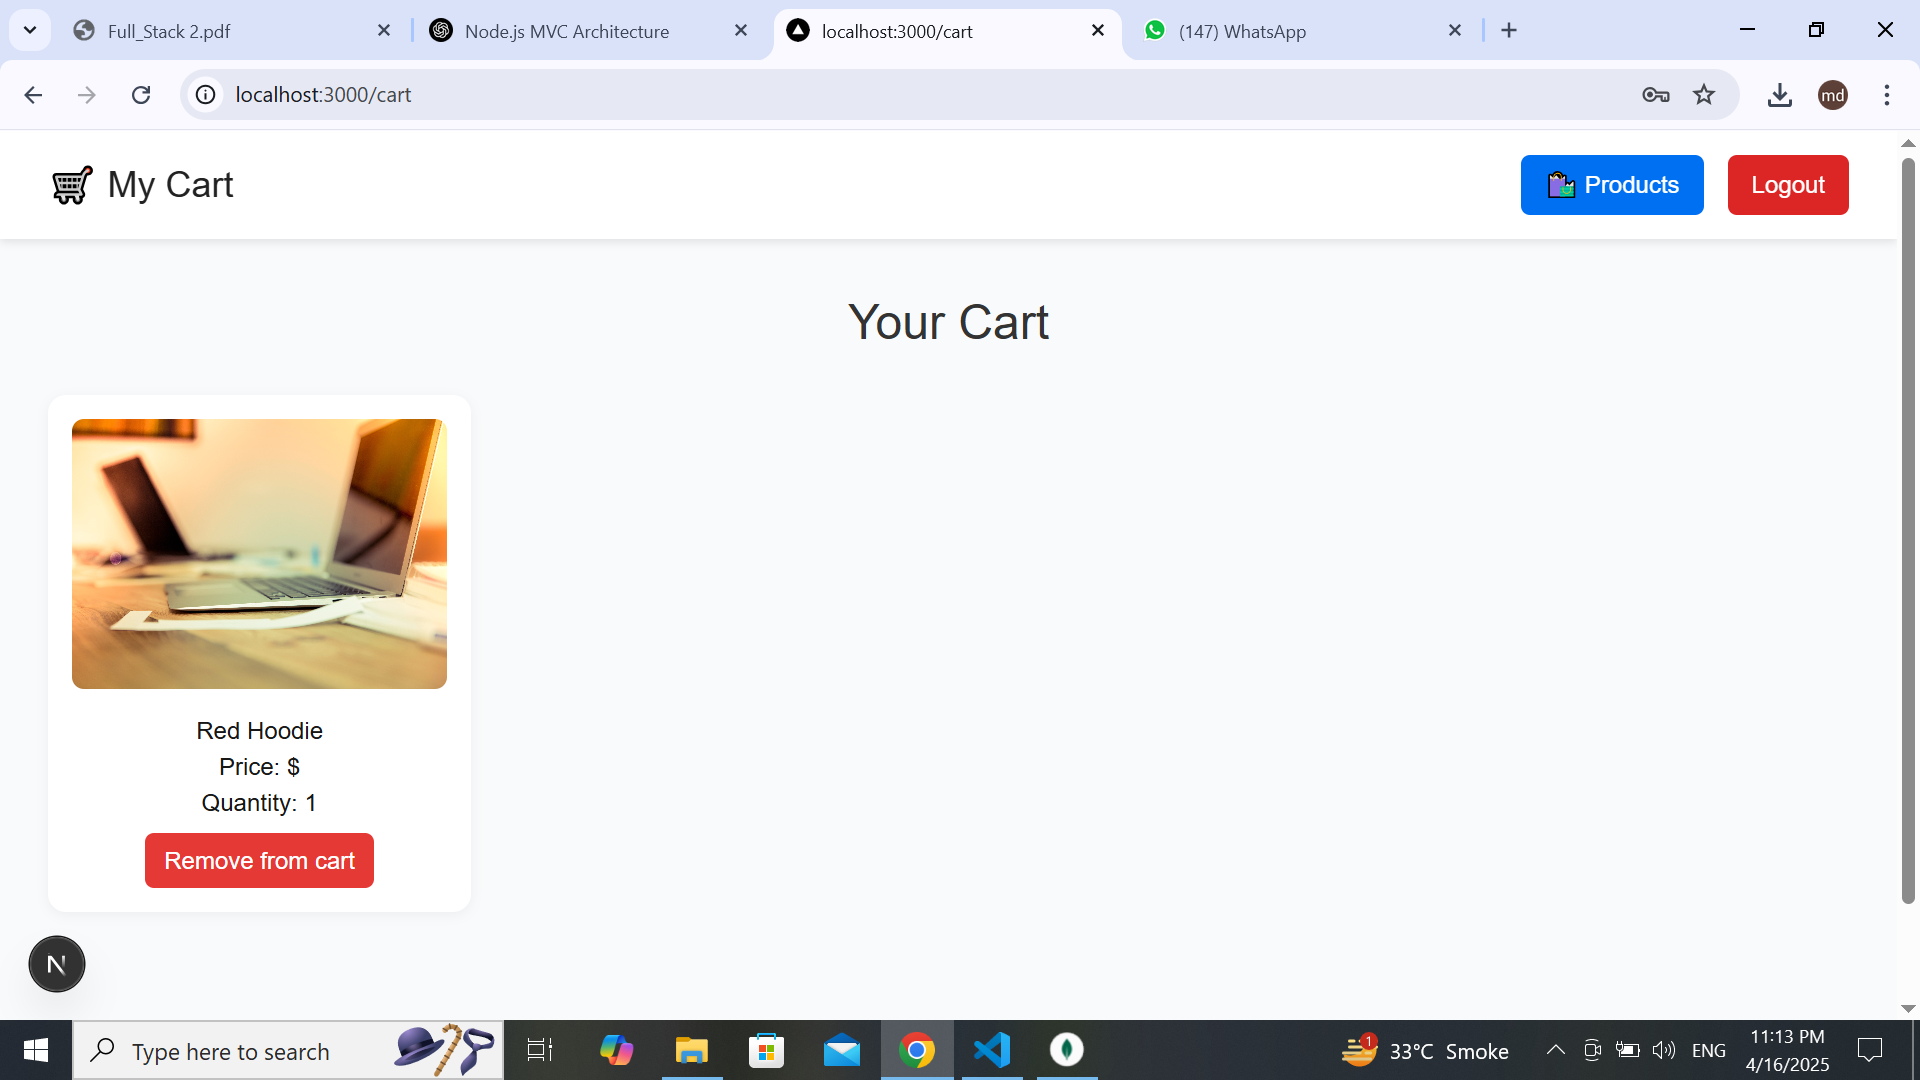 Full_Stack 2.pdf
Node.js MVC Architecture
localhost:3000/cart
(147) WhatsApp
localhost:3000/cart
md
My Cart
Products
Logout
Your Cart
Red Hoodie
Price: $
Quantity: 1
Remove from cart
N
Type here to search
1
33°C Smoke
ENG
11:13 PM
4/16/2025